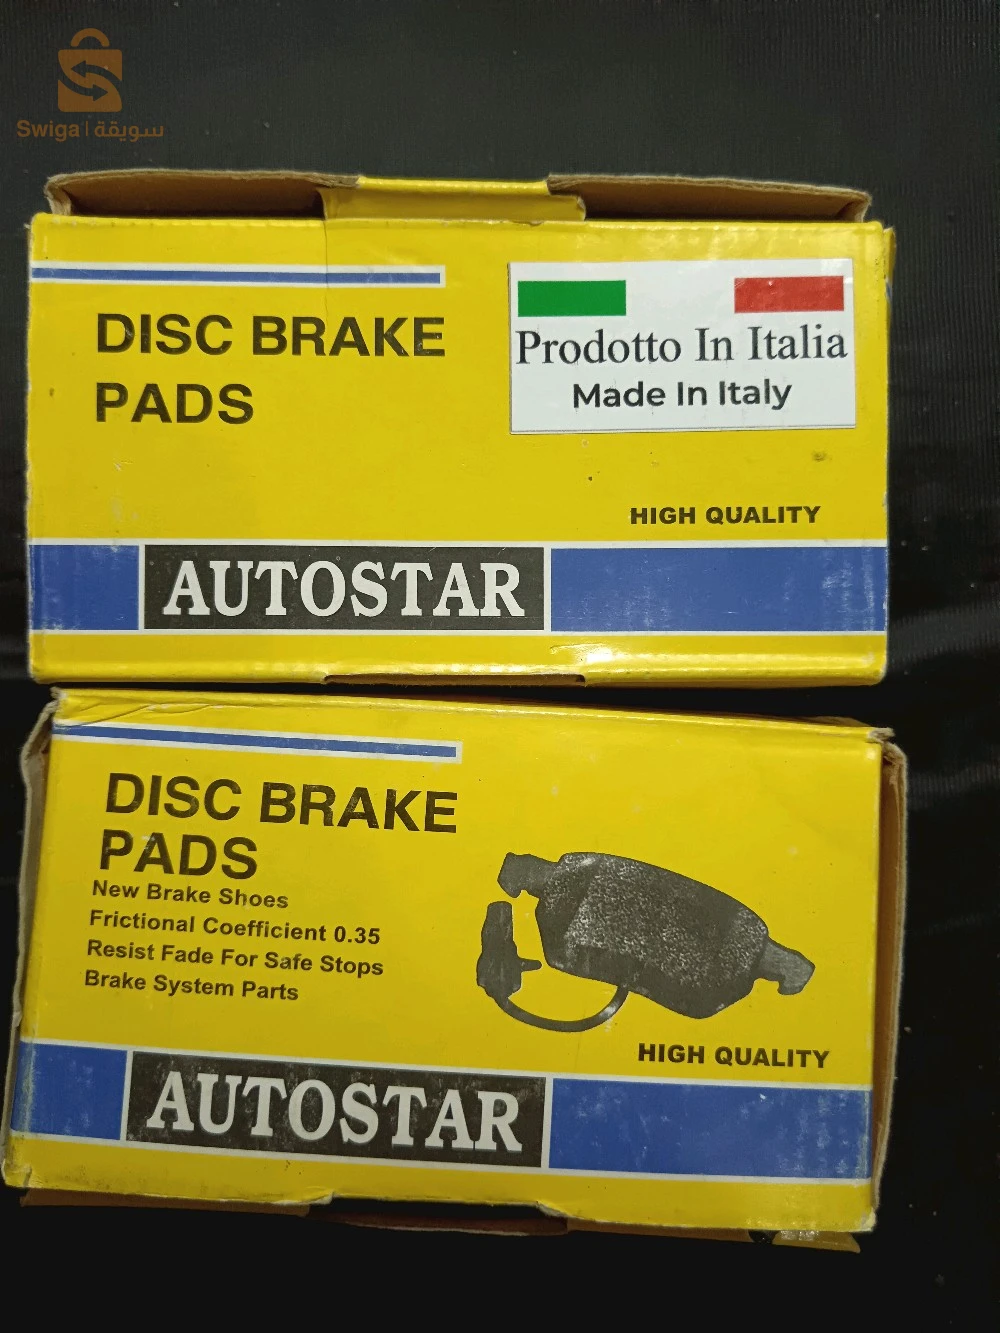 Swiga | سويقة
DISC BRAKE
PADS
Prodotto In Italia
Made In Italy
HIGH QUALITY
AUTOSTAR
DISC BRAKE
PADS
New Brake Shoes
Frictional Coefficient 0.35
Resist Fade For Safe Stops
Brake System Parts
HIGH QUALITY
AUTOSTAR